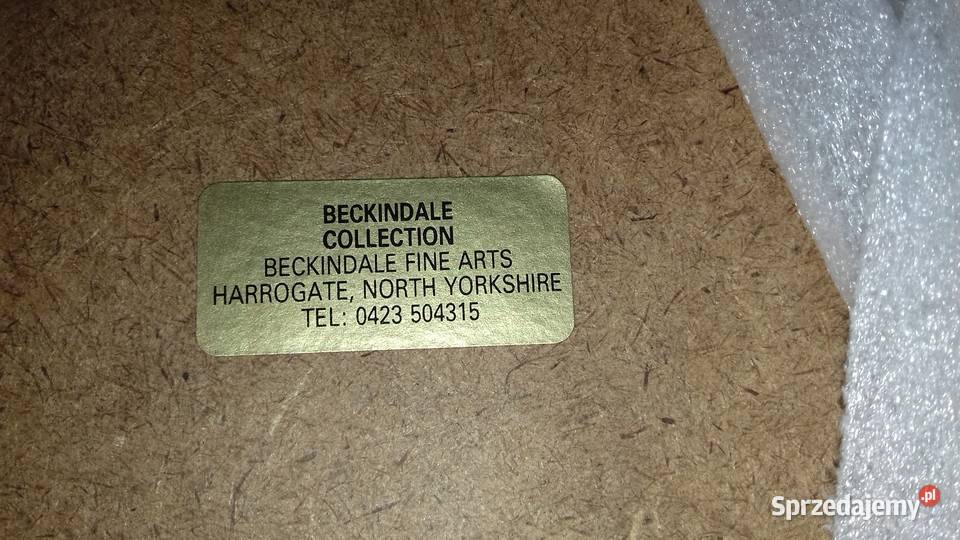 BECKINDALE
COLLECTION
BECKINDALE FINE ARTS
HARROGATE, NORTH YORKSHIRE
TEL: 0423 504315
Sprzedajemy.pl